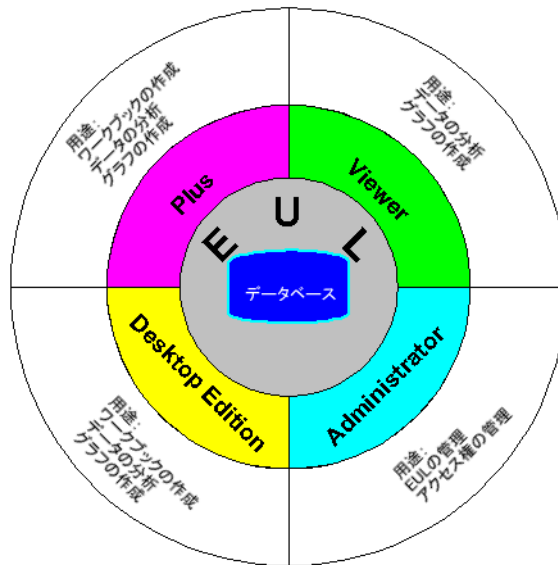 用途:
ワークブックの作成
データの分析
グラフの作成
用途:
データの分析
グラフの作成
Plus
Viewer
E U L
データベース
Desktop Edition
Administrator
用途:
ワークブックの作成
データの分析
グラフの作成
用途:
EULの管理
アクセス権の管理